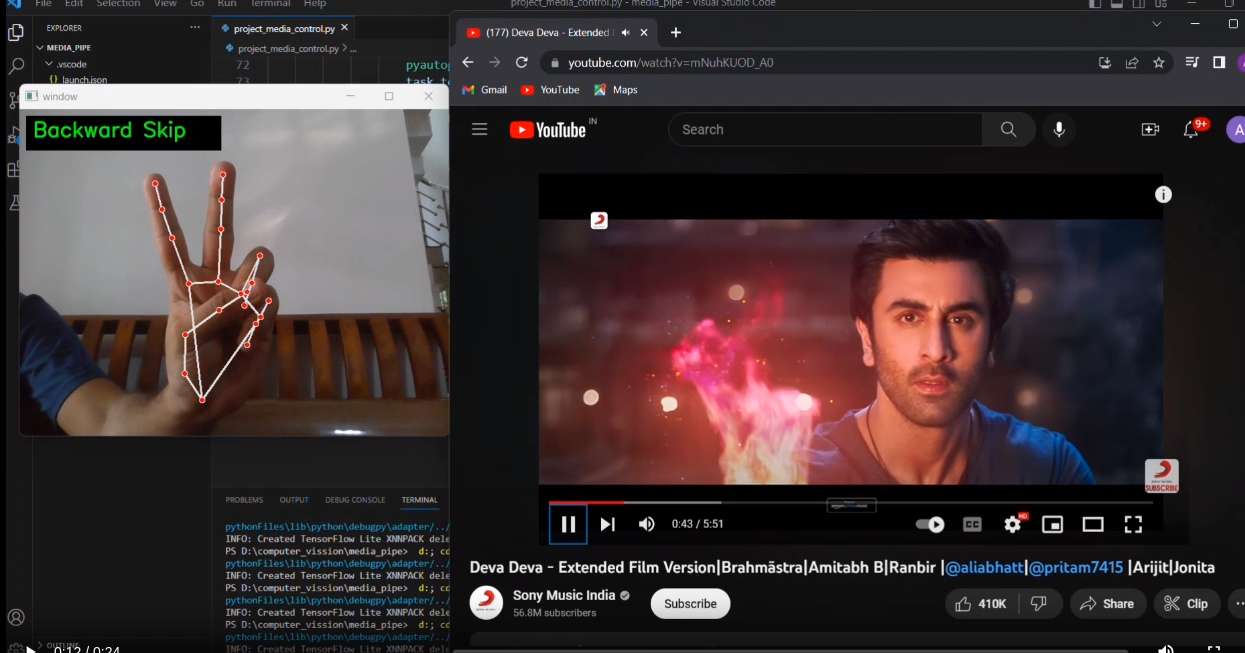 File Edit Selection View Go Run Terminal Help
project_media_control.py - media_pipe - Visual Studio Code
EXPLORER
MEDIA_PIPE
.vscode
launch.json
project_media_control.py
project_media_control.py > ...
72
73
pyautog
window
Backward Skip
PROBLEMS OUTPUT DEBUG CONSOLE TERMINAL
pythonFiles\lib\python\debugpy\adapter/../
INFO: Created TensorFlow Lite XNNPACK dele
PS D:\computer_vission\media_pipe> d:; cd
pythonFiles\lib\python\debugpy\adapter/../
INFO: Created TensorFlow Lite XNNPACK dele
PS D:\computer_vission\media_pipe> d:; cd
pythonFiles\lib\python\debugpy\adapter/../
INFO: Created TensorFlow Lite XNNPACK dele
PS D:\computer_vission\media_pipe> d:; cd
pythonFiles\lib\python\debugpy\adapter/../
INFO: Created TensorFlow Lite XNNPACK dele
OUTLINE
0:12 / 0:24
(177) Deva Deva - Extended
youtube.com/watch?v=mNuhKUOD_A0
Gmail YouTube Maps
YouTube IN
Search
9+
A
SUBSCRIBE
0:43 / 5:51
CC
HD
Deva Deva - Extended Film Version|Brahmāstra|Amitabh B|Ranbir |@aliabhatt|@pritam7415 |Arijit|Jonita
Sony Music India
56.8M subscribers
Subscribe
410K
Share
Clip